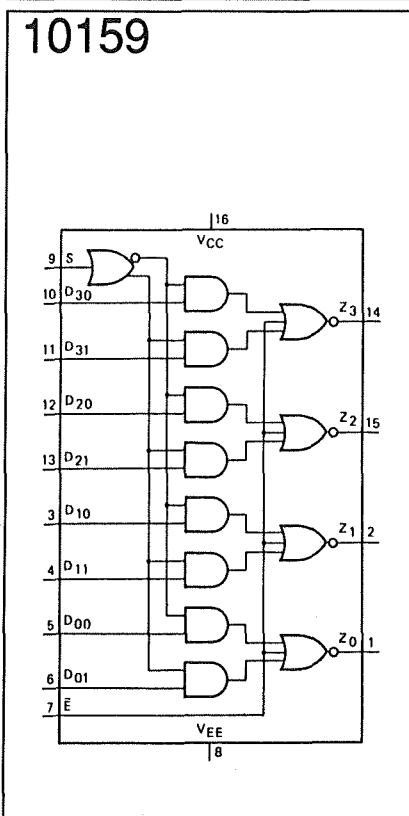 10159
16
VCC
9 S
10 D30
Z3 14
11 D31
12 D20
Z2 15
13 D21
3 D10
Z1 2
4 D11
5 D00
Z0 1
6 D01
7 Ē
VEE
8